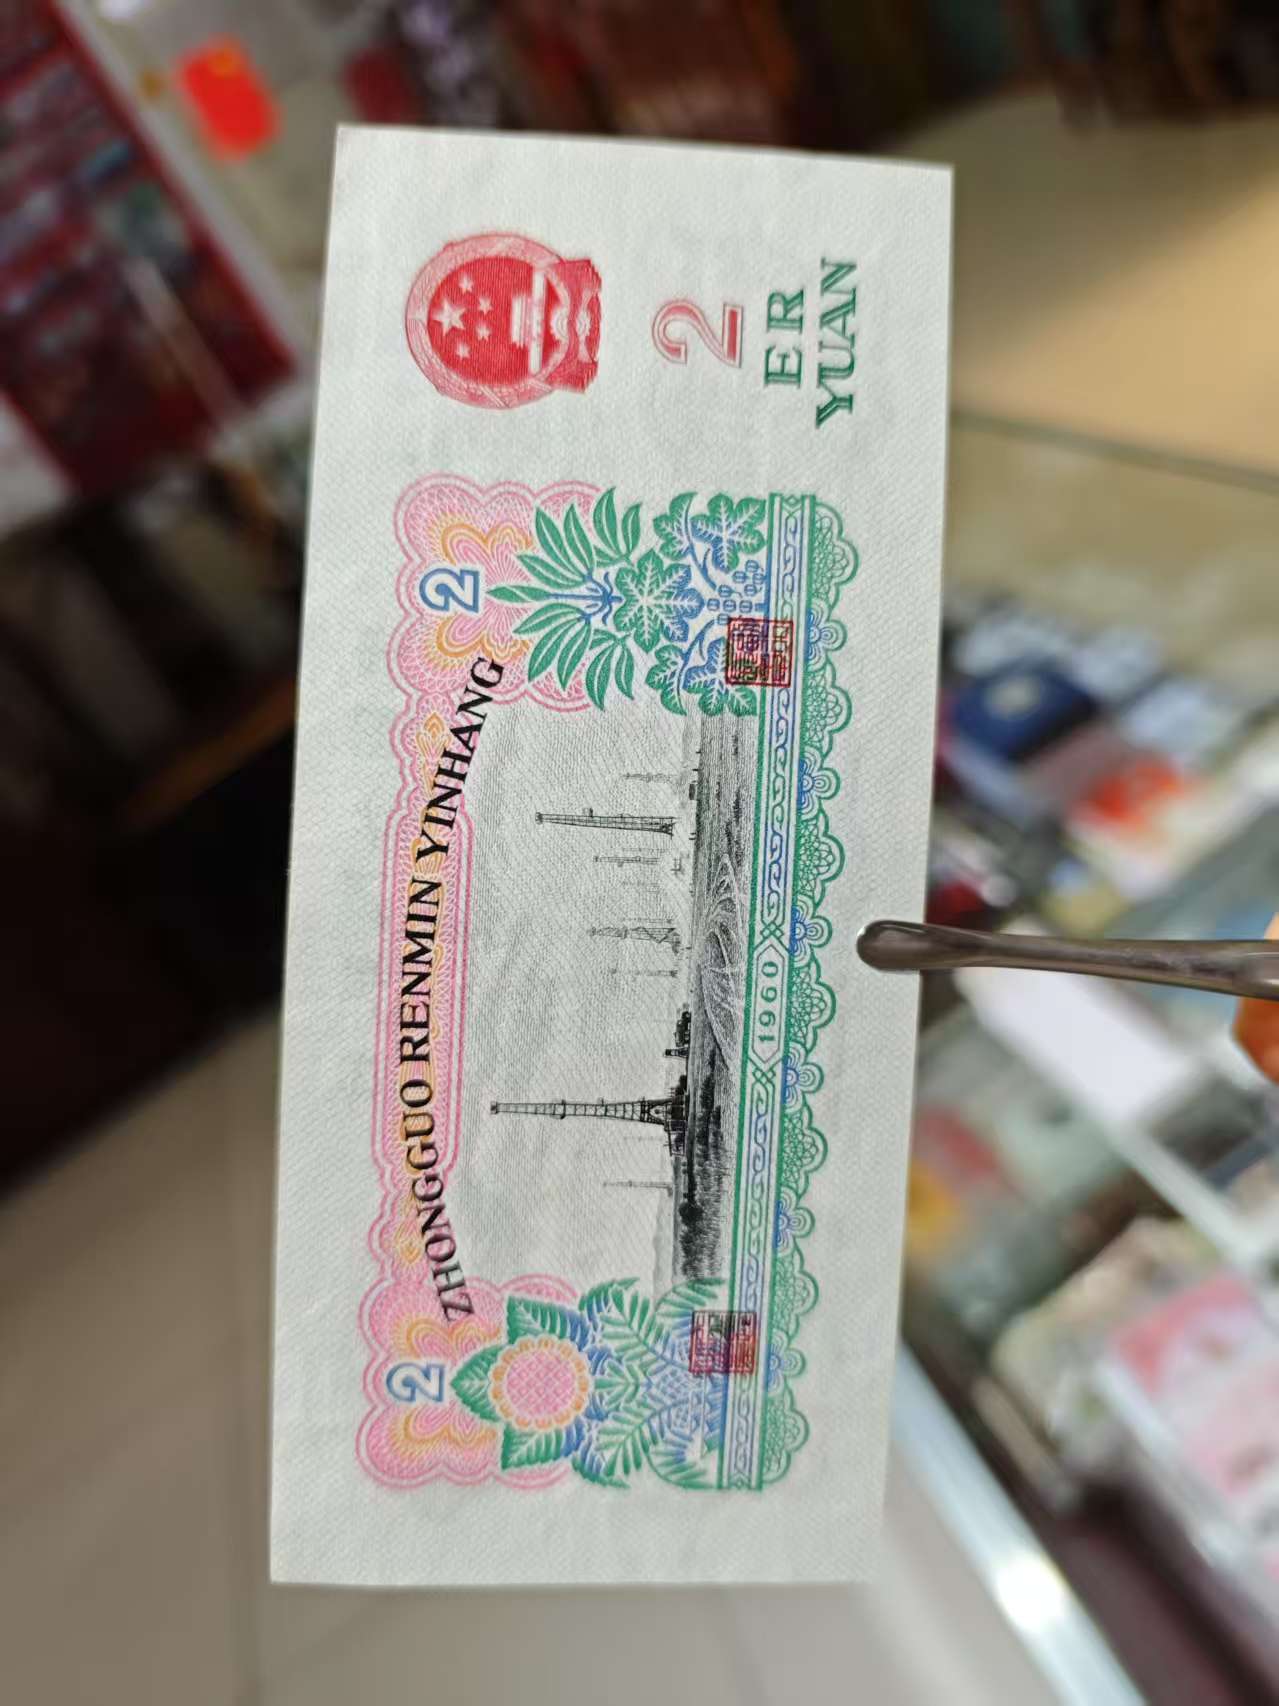 ZHONGGUO RENMIN YINHANG
2
2
2
ER
YUAN
1960